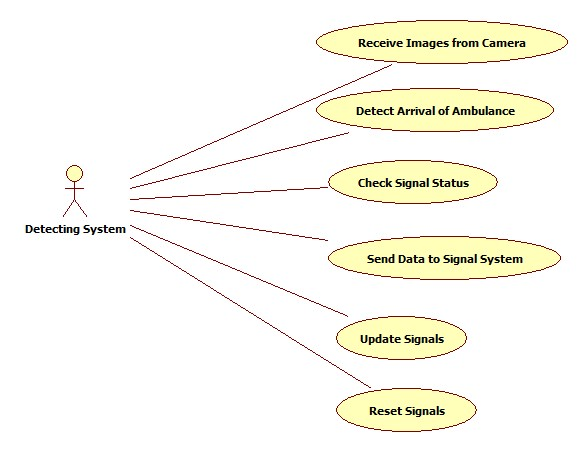 Receive Images from Camera
Detect Arrival of Ambulance
Check Signal Status
Detecting System
Send Data to Signal System
Update Signals
Reset Signals